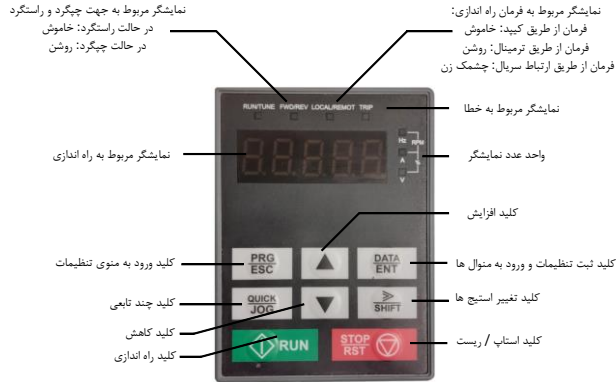 نمایشگر مربوط به جهت چپگرد و راستگرد
در حالت راستگرد: خاموش
در حالت چپگرد: روشن
نمایشگر مربوط به فرمان راه اندازی:
فرمان از طریق کیپد: خاموش
فرمان از طریق ترمینال: روشن
فرمان از طریق ارتباط سریال: چشمک زن
RUN/TUNE FWD/REV LOCAL/REMOT TRIP
نمایشگر مربوط به خطا
نمایشگر مربوط به راه اندازی
Hz
A
V
RPM
%
واحد عدد نمایشگر
کلید افزایش
کلید ورود به منوی تنظیمات
PRG
ESC
DATA
ENT
کلید ثبت تنظیمات و ورود به منوال ها
کلید چند تابعی
QUICK
JOG
SHIFT
کلید تغییر استیج ها
کلید کاهش
کلید راه اندازی
RUN
STOP
RST
کلید استاپ / ریست